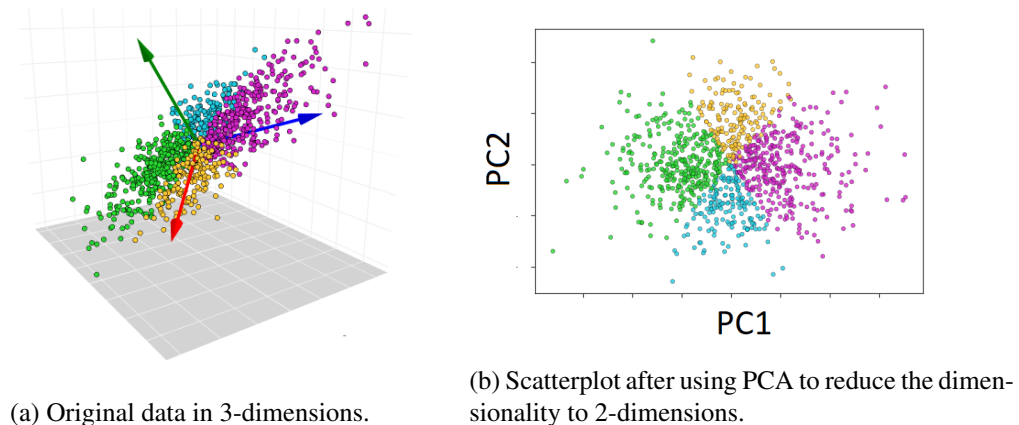 PC2
PC1
(a) Original data in 3-dimensions.
(b) Scatterplot after using PCA to reduce the dimen-
sionality to 2-dimensions.